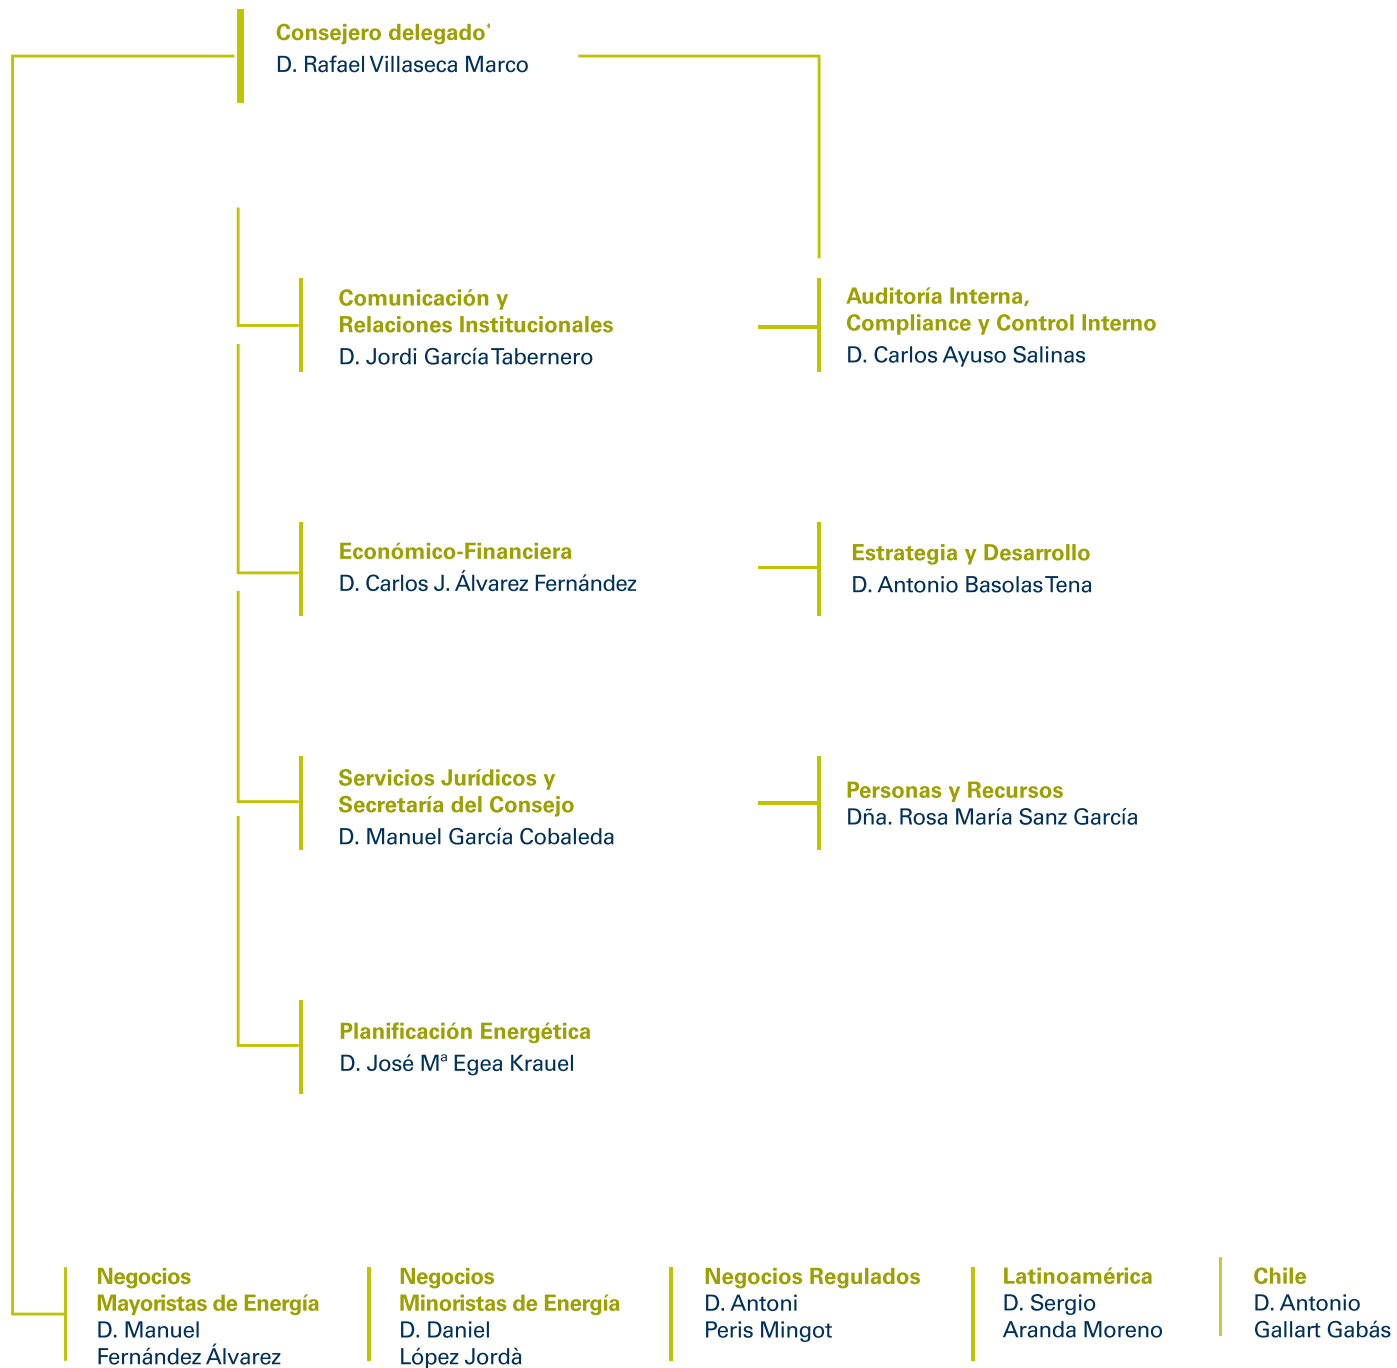 Consejero delegado*
D. Rafael Villaseca Marco
Comunicación y
Relaciones Institucionales
D. Jordi García Tabernero
Auditoría Interna,
Compliance y Control Interno
D. Carlos Ayuso Salinas
Económico-Financiera
D. Carlos J. Álvarez Fernández
Estrategia y Desarrollo
D. Antonio Basolas Tena
Servicios Jurídicos y
Secretaría del Consejo
D. Manuel García Cobaleda
Personas y Recursos
Dña. Rosa María Sanz García
Planificación Energética
D. José Mª Egea Krauel
Negocios
Mayoristas de Energía
D. Manuel
Fernández Álvarez
Negocios
Minoristas de Energía
D. Daniel
López Jordà
Negocios Regulados
D. Antoni
Peris Mingot
Latinoamérica
D. Sergio
Aranda Moreno
Chile
D. Antonio
Gallart Gabás